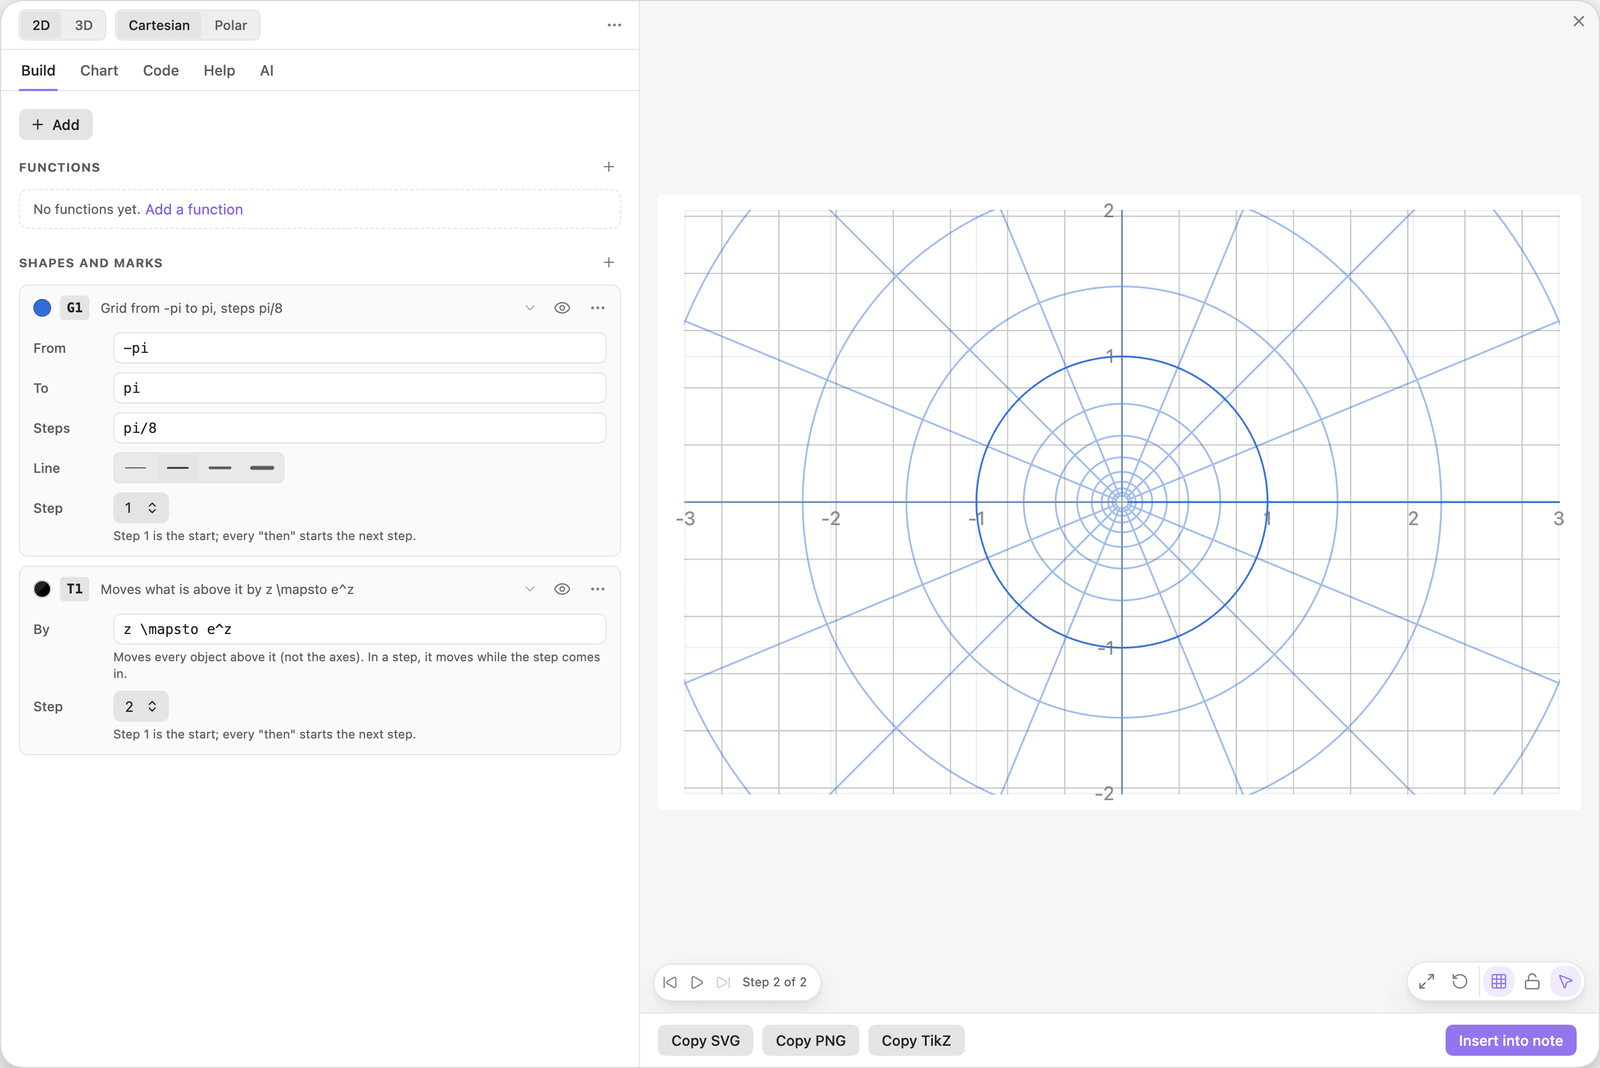 2D 3D Cartesian Polar
Build Chart Code Help AI
+ Add
FUNCTIONS
No functions yet. Add a function
SHAPES AND MARKS
G1 Grid from -pi to pi, steps pi/8
From −pi
To pi
Steps pi/8
Line
Step 1
Step 1 is the start; every "then" starts the next step.
T1 Moves what is above it by z \mapsto e^z
By z \mapsto e^z
Moves every object above it (not the axes). In a step, it moves while the step comes
in.
Step 2
Step 1 is the start; every "then" starts the next step.
2
1
-3 -2 -1 1 2 3
-1
-2
Step 2 of 2
Copy SVG Copy PNG Copy TikZ Insert into note